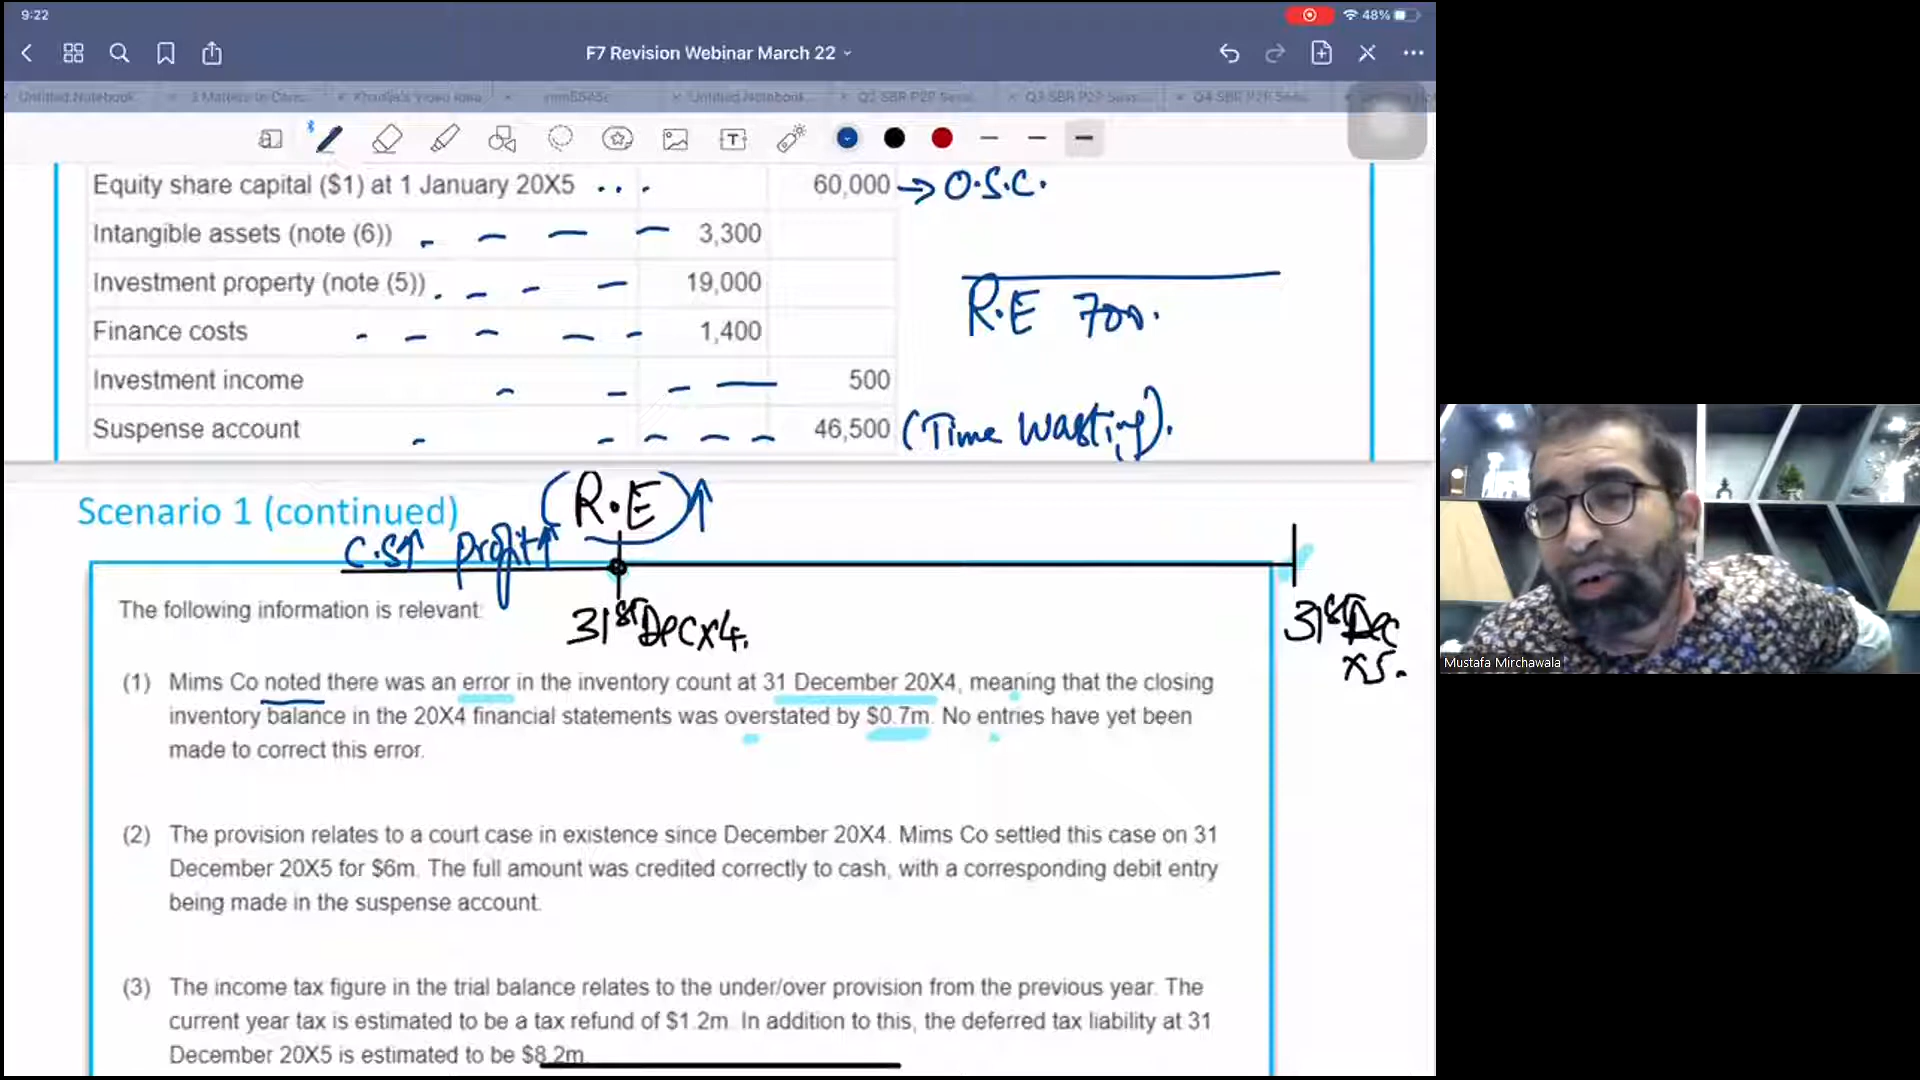 9:22
48%
F7 Revision Webinar March 22
Untitled Notebook
Untitled Notebook
Equity share capital ($1) at 1 January 20X5 60,000 → O.S.C.
Intangible assets (note (6)) 3,300
Investment property (note (5)) 19,000
R.E 700.
Finance costs 1,400
Investment income 500
Suspense account 46,500 (Time Wasting).
Scenario 1 (continued)
(R.E)↑
C.S↑ profit↑
31st Dec x4.
31st Dec
x5.
The following information is relevant:
(1) Mims Co noted there was an error in the inventory count at 31 December 20X4, meaning that the closing
inventory balance in the 20X4 financial statements was overstated by $0.7m. No entries have yet been
made to correct this error.
(2) The provision relates to a court case in existence since December 20X4. Mims Co settled this case on 31
December 20X5 for $6m. The full amount was credited correctly to cash, with a corresponding debit entry
being made in the suspense account.
(3) The income tax figure in the trial balance relates to the under/over provision from the previous year. The
current year tax is estimated to be a tax refund of $1.2m. In addition to this, the deferred tax liability at 31
December 20X5 is estimated to be $8.2m
Mustafa Mirchawala